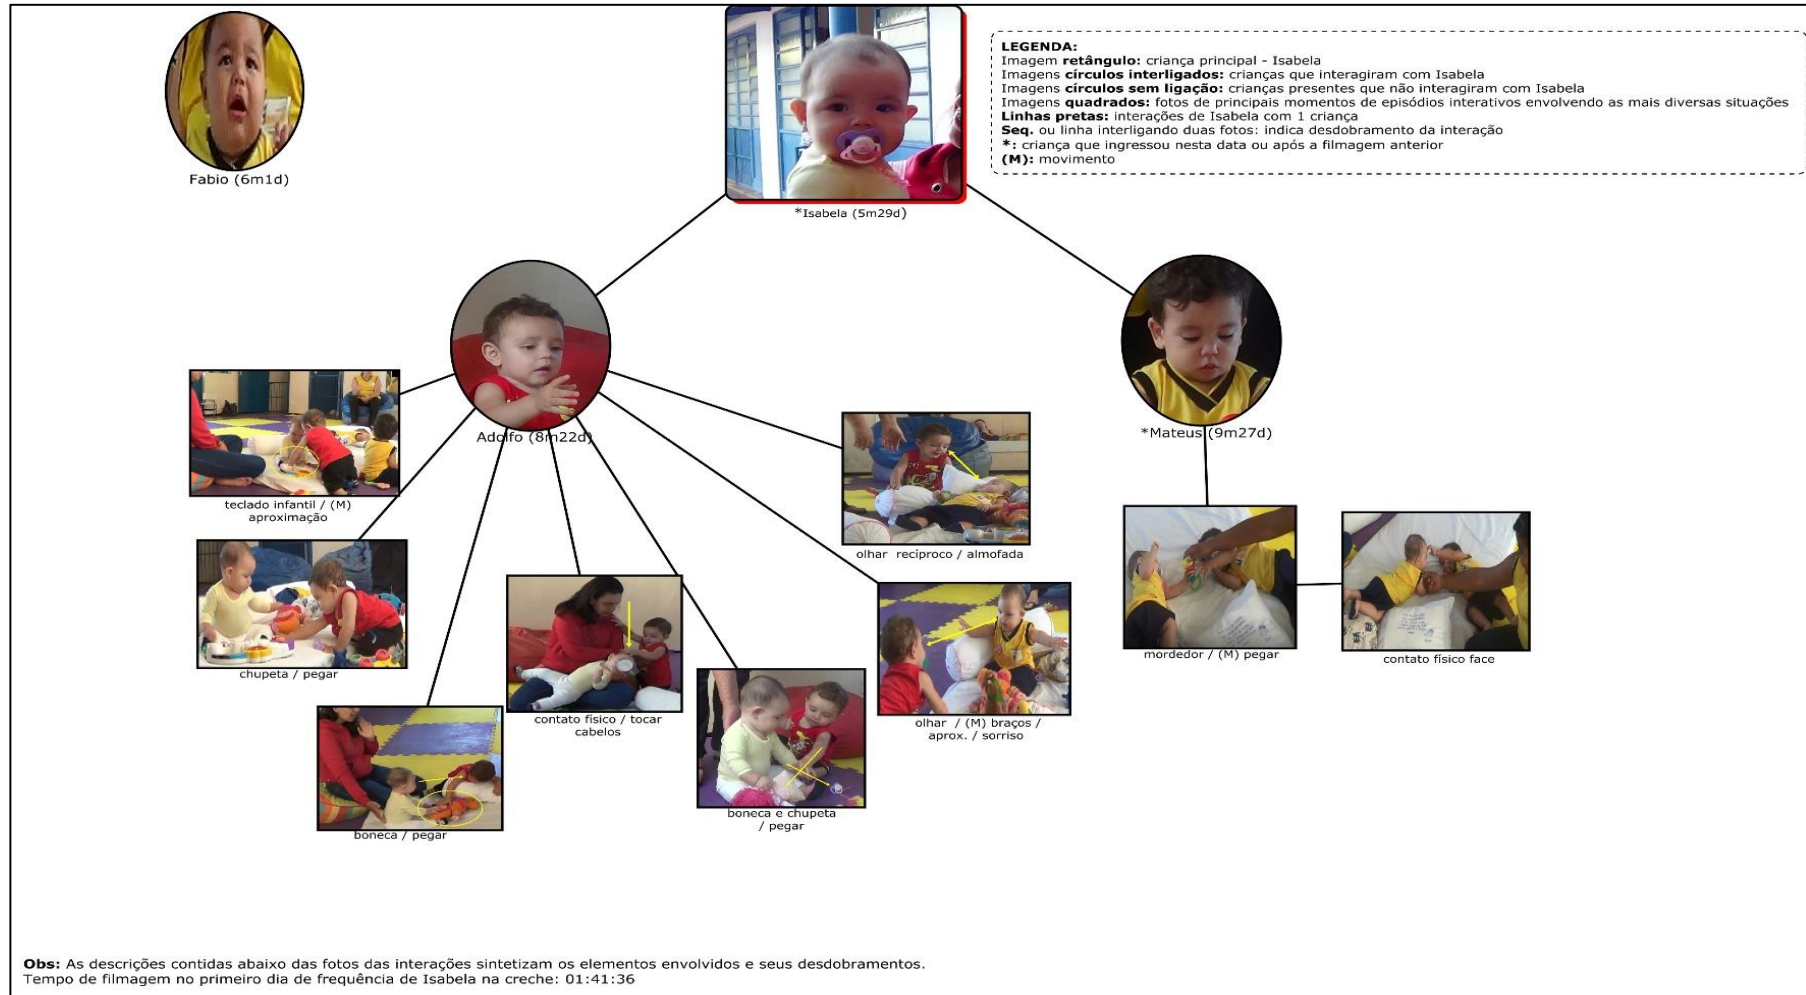 LEGENDA:
Imagem retângulo: criança principal - Isabela
Imagens círculos interligados: crianças que interagiram com Isabela
Imagens círculos sem ligação: crianças presentes que não interagiram com Isabela
Imagens quadrados: fotos de principais momentos de episódios interativos envolvendo as mais diversas situações
Linhas pretas: interações de Isabela com 1 criança
Seq. ou linha interligando duas fotos: indica desdobramento da interação
*: criança que ingressou nesta data ou após a filmagem anterior
(M): movimento
Fabio (6m1d)
*Isabela (5m29d)
Adolfo (8m22d)
*Mateus (9m27d)
teclado infantil / (M)
aproximação
olhar recíproco / almofada
chupeta / pegar
mordedor / (M) pegar
contato físico face
contato físico / tocar
cabelos
olhar / (M) braços /
aprox. / sorriso
boneca e chupeta
/ pegar
boneca / pegar
Obs: As descrições contidas abaixo das fotos das interações sintetizam os elementos envolvidos e seus desdobramentos.
Tempo de filmagem no primeiro dia de frequência de Isabela na creche: 01:41:36